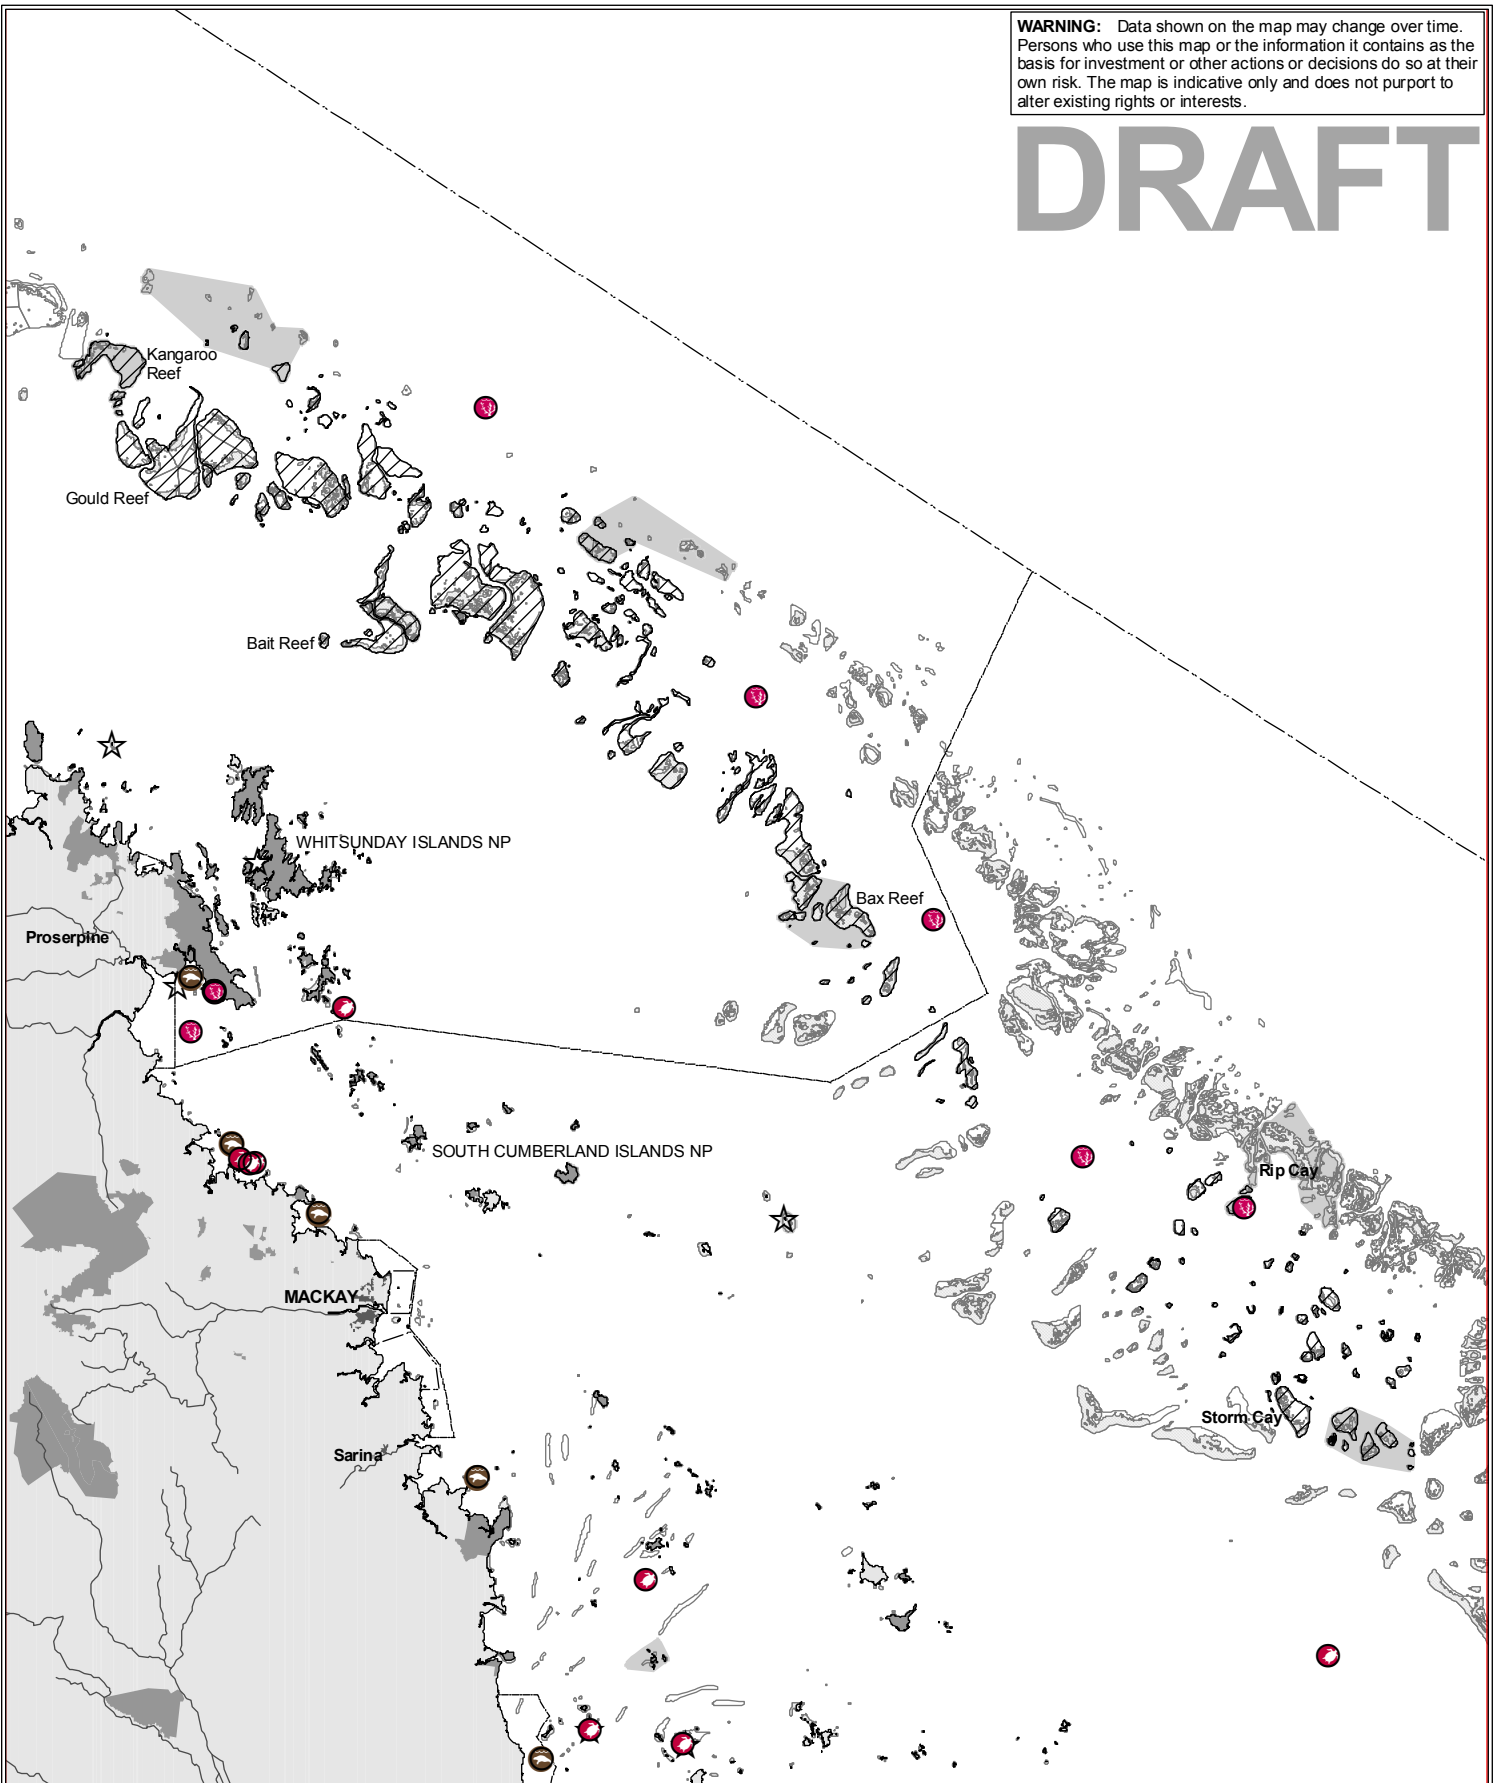 WARNING: Data shown on the map may change over time.
Persons who use this map or the information it contains as the
basis for investment or other actions or decisions do so at their
own risk. The map is indicative only and does not purport to
alter existing rights or interests.
DRAFT
Kangaroo
Reef
Gould Reef
Bait Reef
WHITSUNDAY ISLANDS NP
Bax Reef
Proserpine
SOUTH CUMBERLAND ISLANDS NP
Rip Cay
MACKAY
Storm Cay
Sarina